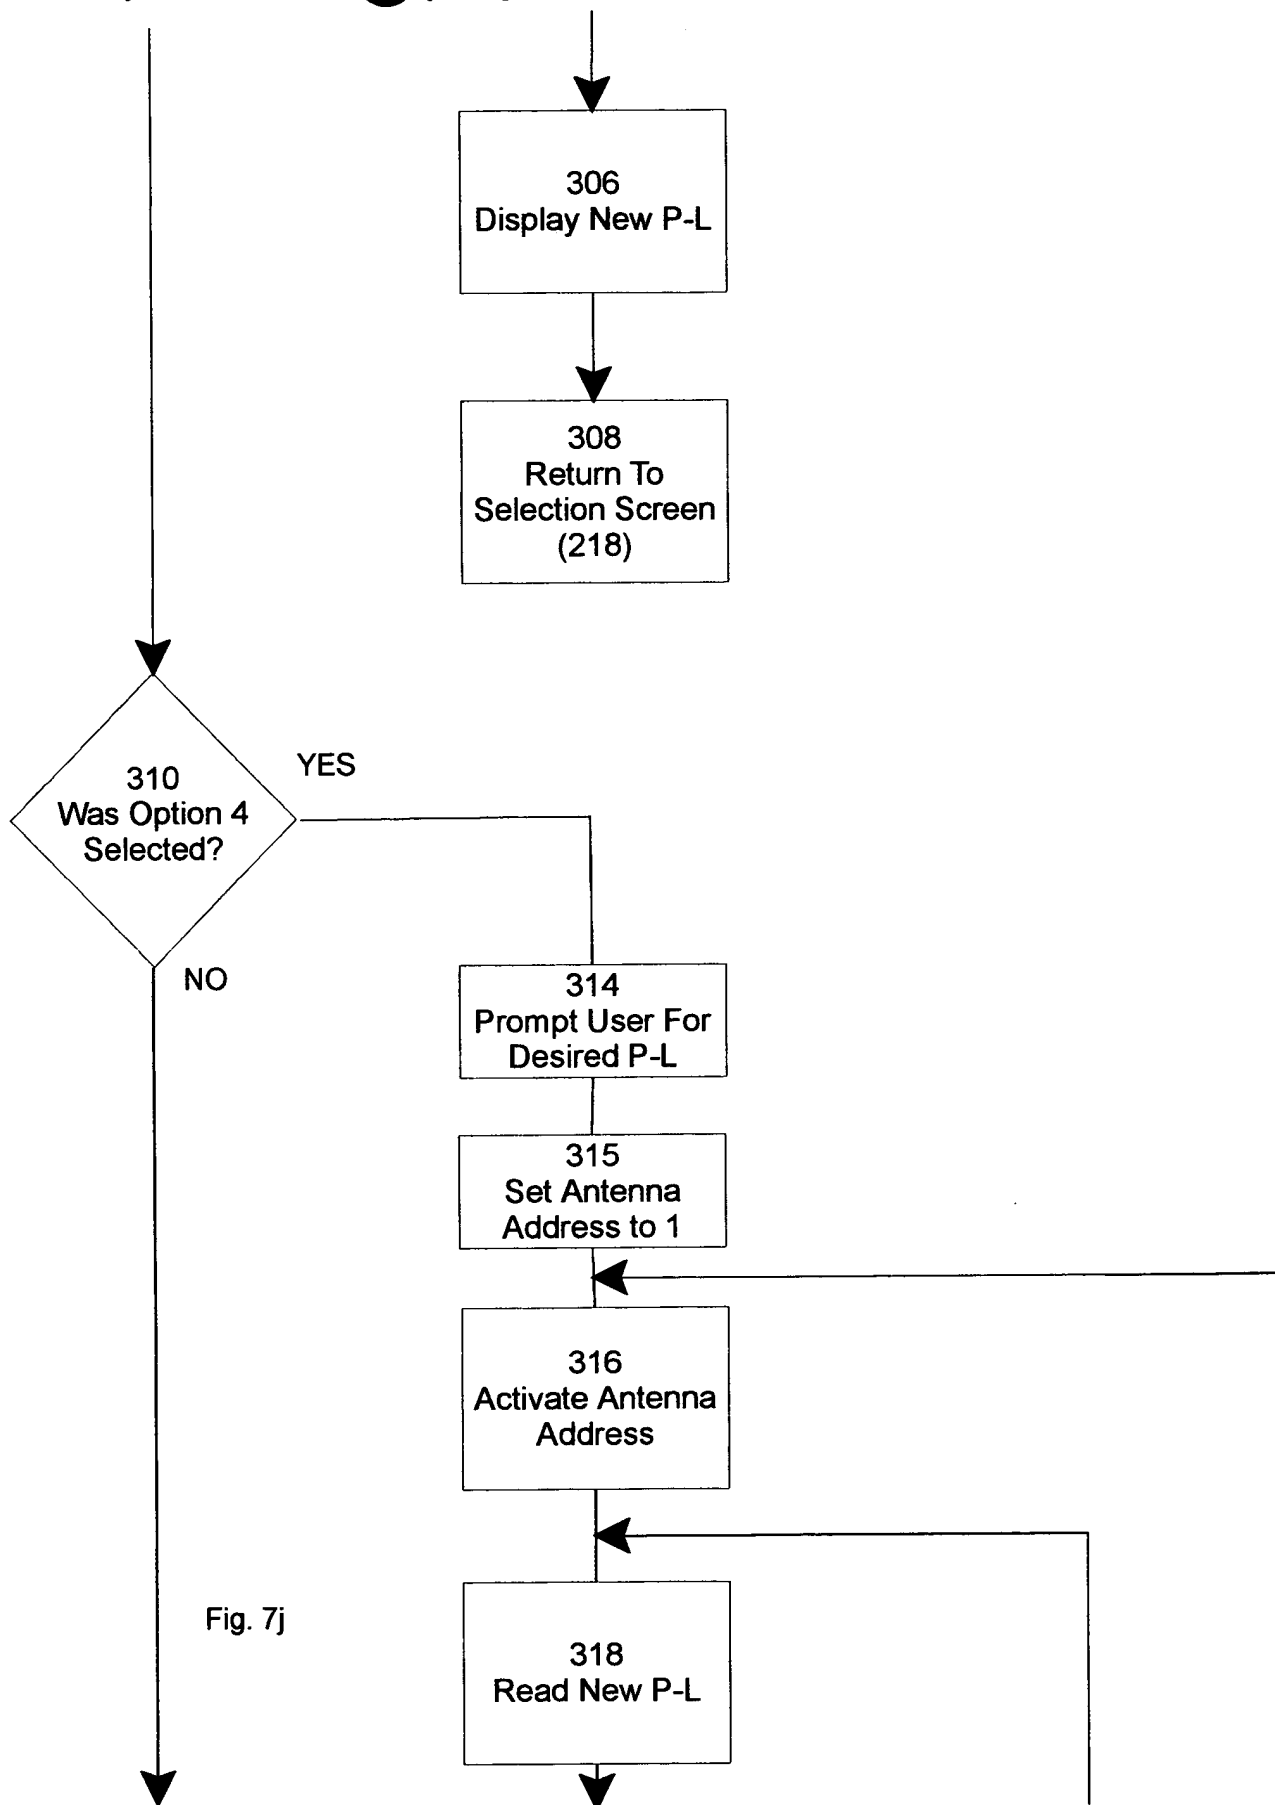 306
Display New P-L
308
Return To
Selection Screen
(218)
310
Was Option 4
Selected?
YES
NO
314
Prompt User For
Desired P-L
315
Set Antenna
Address to 1
316
Activate Antenna
Address
318
Read New P-L
Fig. 7j